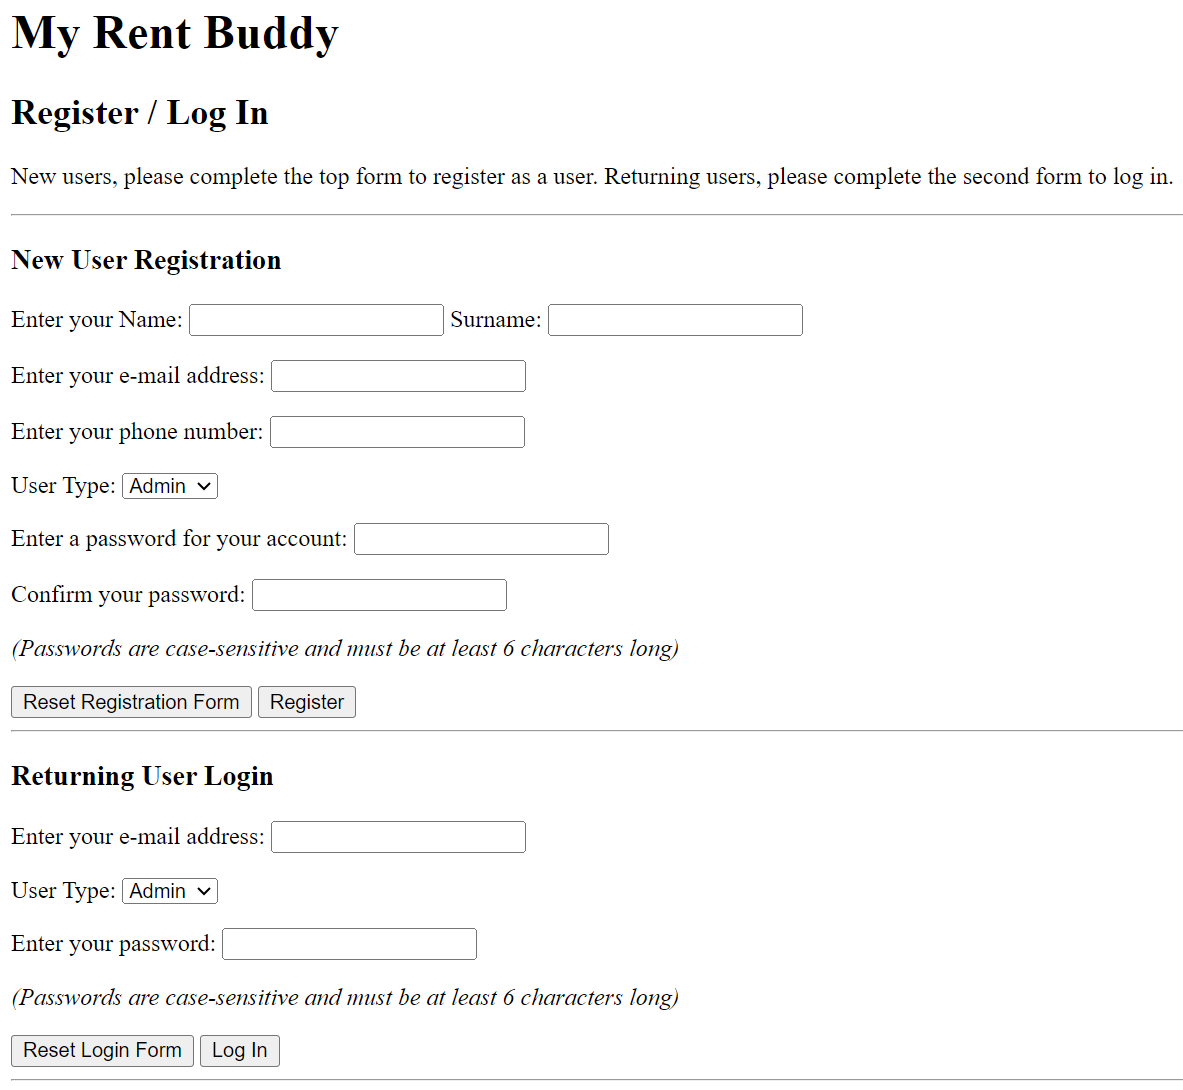 My Rent Buddy
Register / Log In
New users, please complete the top form to register as a user. Returning users, please complete the second form to log in.
New User Registration
Enter your Name: Surname:
Enter your e-mail address:
Enter your phone number:
User Type: Admin
Enter a password for your account:
Confirm your password:
(Passwords are case-sensitive and must be at least 6 characters long)
Reset Registration Form Register
Returning User Login
Enter your e-mail address:
User Type: Admin
Enter your password:
(Passwords are case-sensitive and must be at least 6 characters long)
Reset Login Form Log In